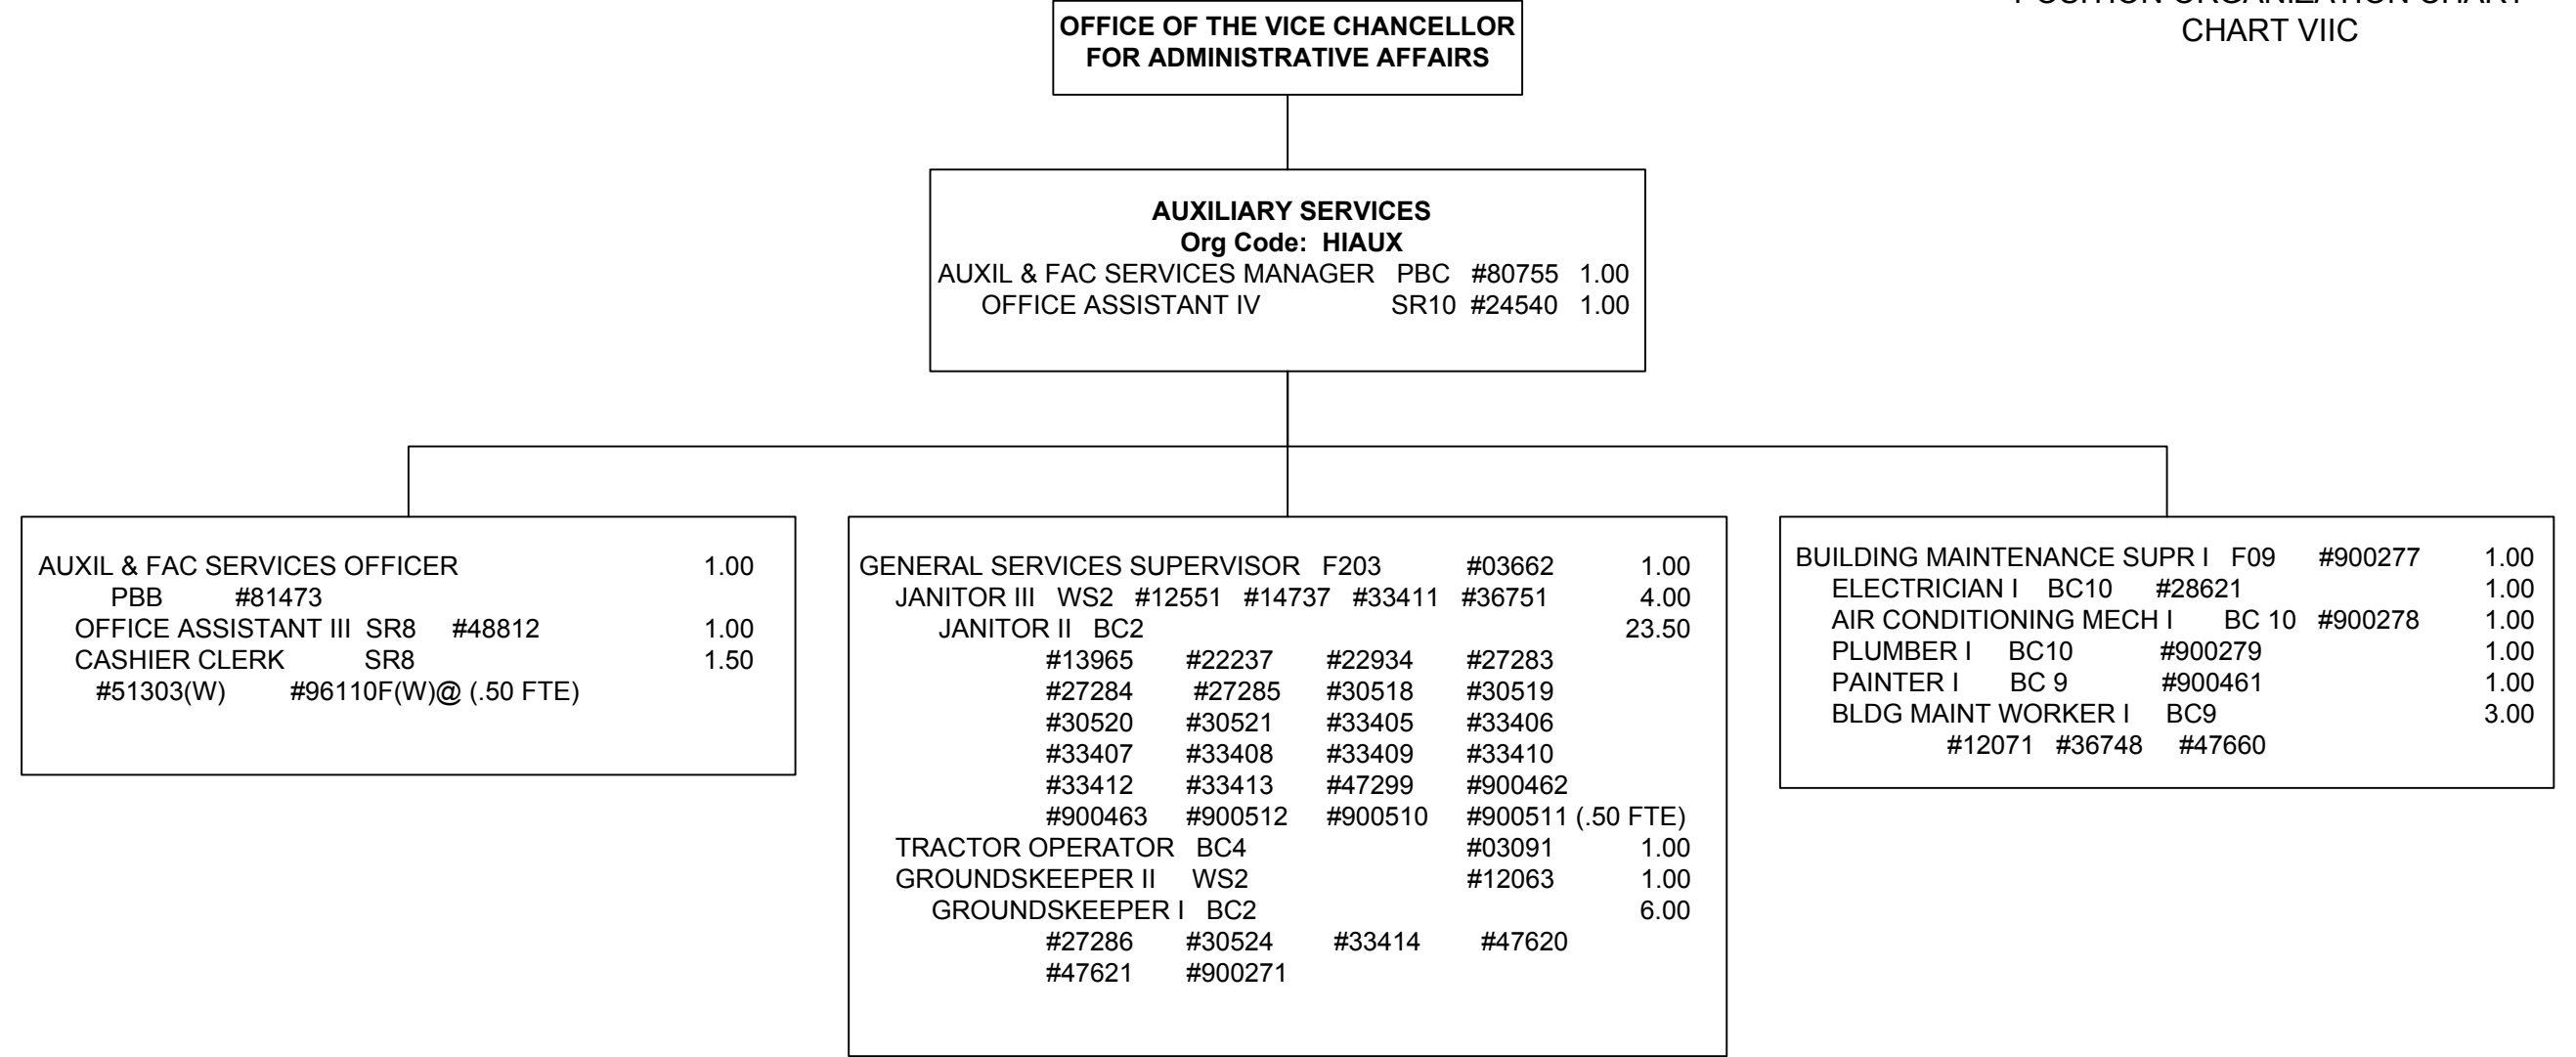 POSITION ORGANIZATION CHART
CHART VIIC
OFFICE OF THE VICE CHANCELLOR
FOR ADMINISTRATIVE AFFAIRS
AUXILIARY SERVICES
Org Code: HIAUX
AUXIL & FAC SERVICES MANAGER PBC #80755 1.00
OFFICE ASSISTANT IV SR10 #24540 1.00
AUXIL & FAC SERVICES OFFICER 1.00
PBB #81473
OFFICE ASSISTANT III SR8 #48812 1.00
CASHIER CLERK SR8 1.50
#51303(W) #96110F(W)@ (.50 FTE)
GENERAL SERVICES SUPERVISOR F203 #03662 1.00
JANITOR III WS2 #12551 #14737 #33411 #36751 4.00
JANITOR II BC2 23.50
#13965 #22237 #22934 #27283
#27284 #27285 #30518 #30519
#30520 #30521 #33405 #33406
#33407 #33408 #33409 #33410
#33412 #33413 #47299 #900462
#900463 #900512 #900510 #900511 (.50 FTE)
TRACTOR OPERATOR BC4 #03091 1.00
GROUNDSKEEPER II WS2 #12063 1.00
GROUNDSKEEPER I BC2 6.00
#27286 #30524 #33414 #47620
#47621 #900271
BUILDING MAINTENANCE SUPR I F09 #900277 1.00
ELECTRICIAN I BC10 #28621 1.00
AIR CONDITIONING MECH I BC 10 #900278 1.00
PLUMBER I BC10 #900279 1.00
PAINTER I BC 9 #900461 1.00
BLDG MAINT WORKER I BC9 3.00
#12071 #36748 #47660